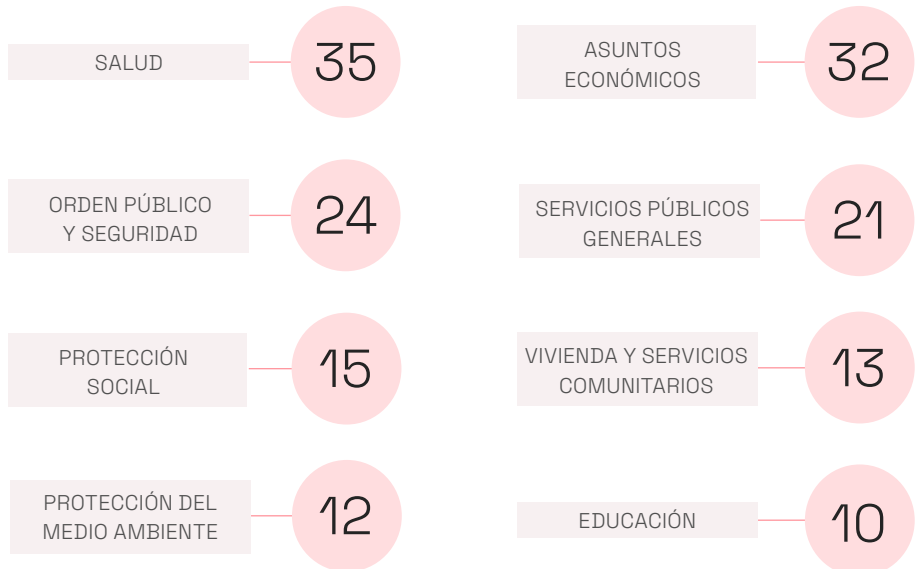 SALUD
35
ASUNTOS
ECONÓMICOS
32
ORDEN PÚBLICO
Y SEGURIDAD
24
SERVICIOS PÚBLICOS
GENERALES
21
PROTECCIÓN
SOCIAL
15
VIVIENDA Y SERVICIOS
COMUNITARIOS
13
PROTECCIÓN DEL
MEDIO AMBIENTE
12
EDUCACIÓN
10